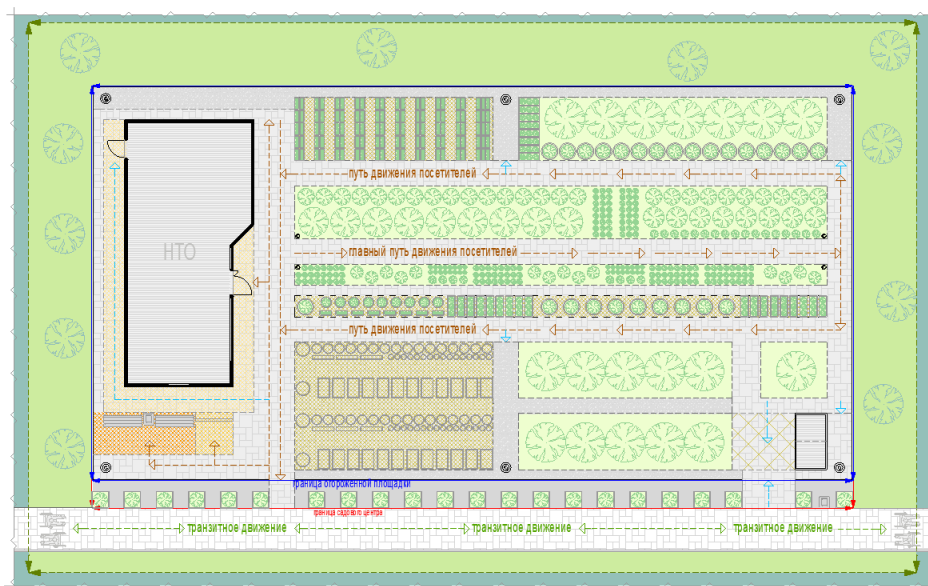 путь движения посетителей
НТО
главный путь движения посетителей
путь движения посетителей
граница огороженной площадки
граница садового центра
транзитное движение
транзитное движение
транзитное движение